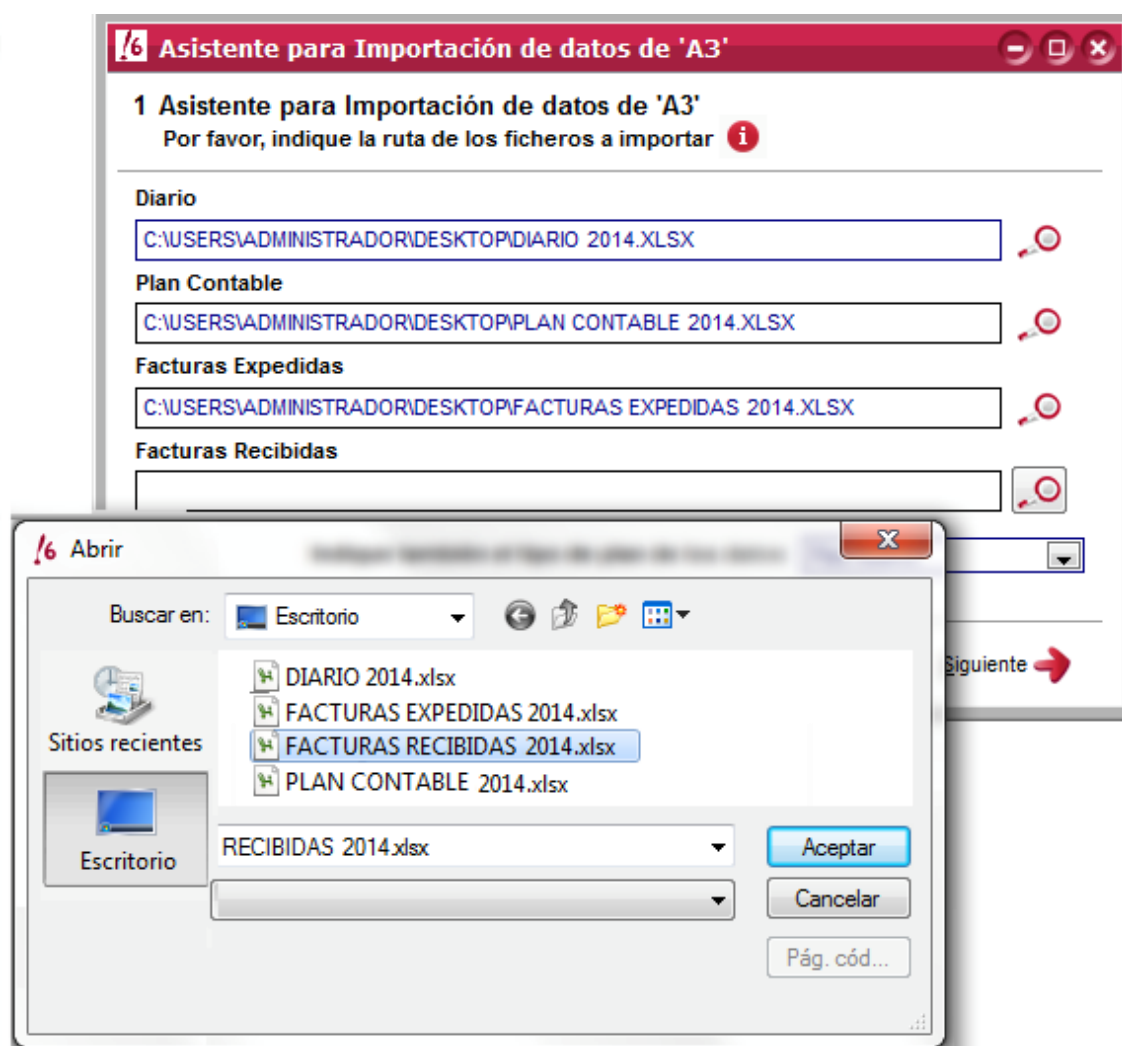 Asistente para Importación de datos de 'A3'
1 Asistente para Importación de datos de 'A3'
Por favor, indique la ruta de los ficheros a importar
Diario
C:\USERS\ADMINISTRADOR\DESKTOP\DIARIO 2014.XLSX
Plan Contable
C:\USERS\ADMINISTRADOR\DESKTOP\PLAN CONTABLE 2014.XLSX
Facturas Expedidas
C:\USERS\ADMINISTRADOR\DESKTOP\FACTURAS EXPEDIDAS 2014.XLSX
Facturas Recibidas
Abrir
Buscar en: Escritorio
DIARIO 2014.xlsx
FACTURAS EXPEDIDAS 2014.xlsx
FACTURAS RECIBIDAS 2014.xlsx
PLAN CONTABLE 2014.xlsx
Sitios recientes
Escritorio
RECIBIDAS 2014.xlsx
Aceptar
Cancelar
Pág. cód...
Siguiente